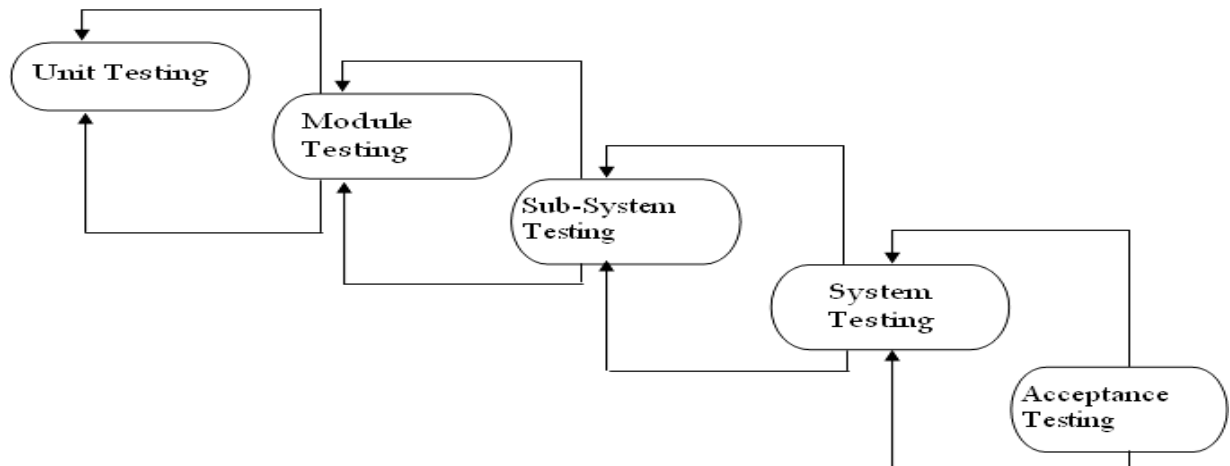 Unit Testing
Module
Testing
Sub-System
Testing
System
Testing
Acceptance
Testing